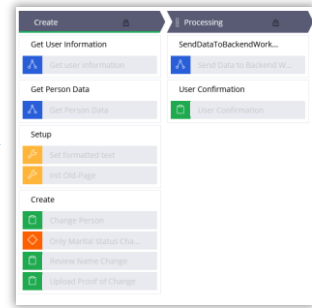 Create
Get User Information
Get user information
Get Person Data
Get Person Data
Setup
Set formatted text
Init Old Page
Create
Change Person
Only Marital Status Cha...
Review Name Change
Upload Proof of Change
Processing
SendDataToBackendWork...
Send Data to Backend W...
User Confirmation
User Confirmation